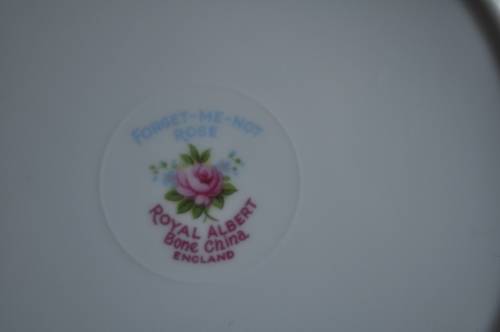 FORGET-ME-NOT
ROSE
ROYAL ALBERT
Bone China
ENGLAND